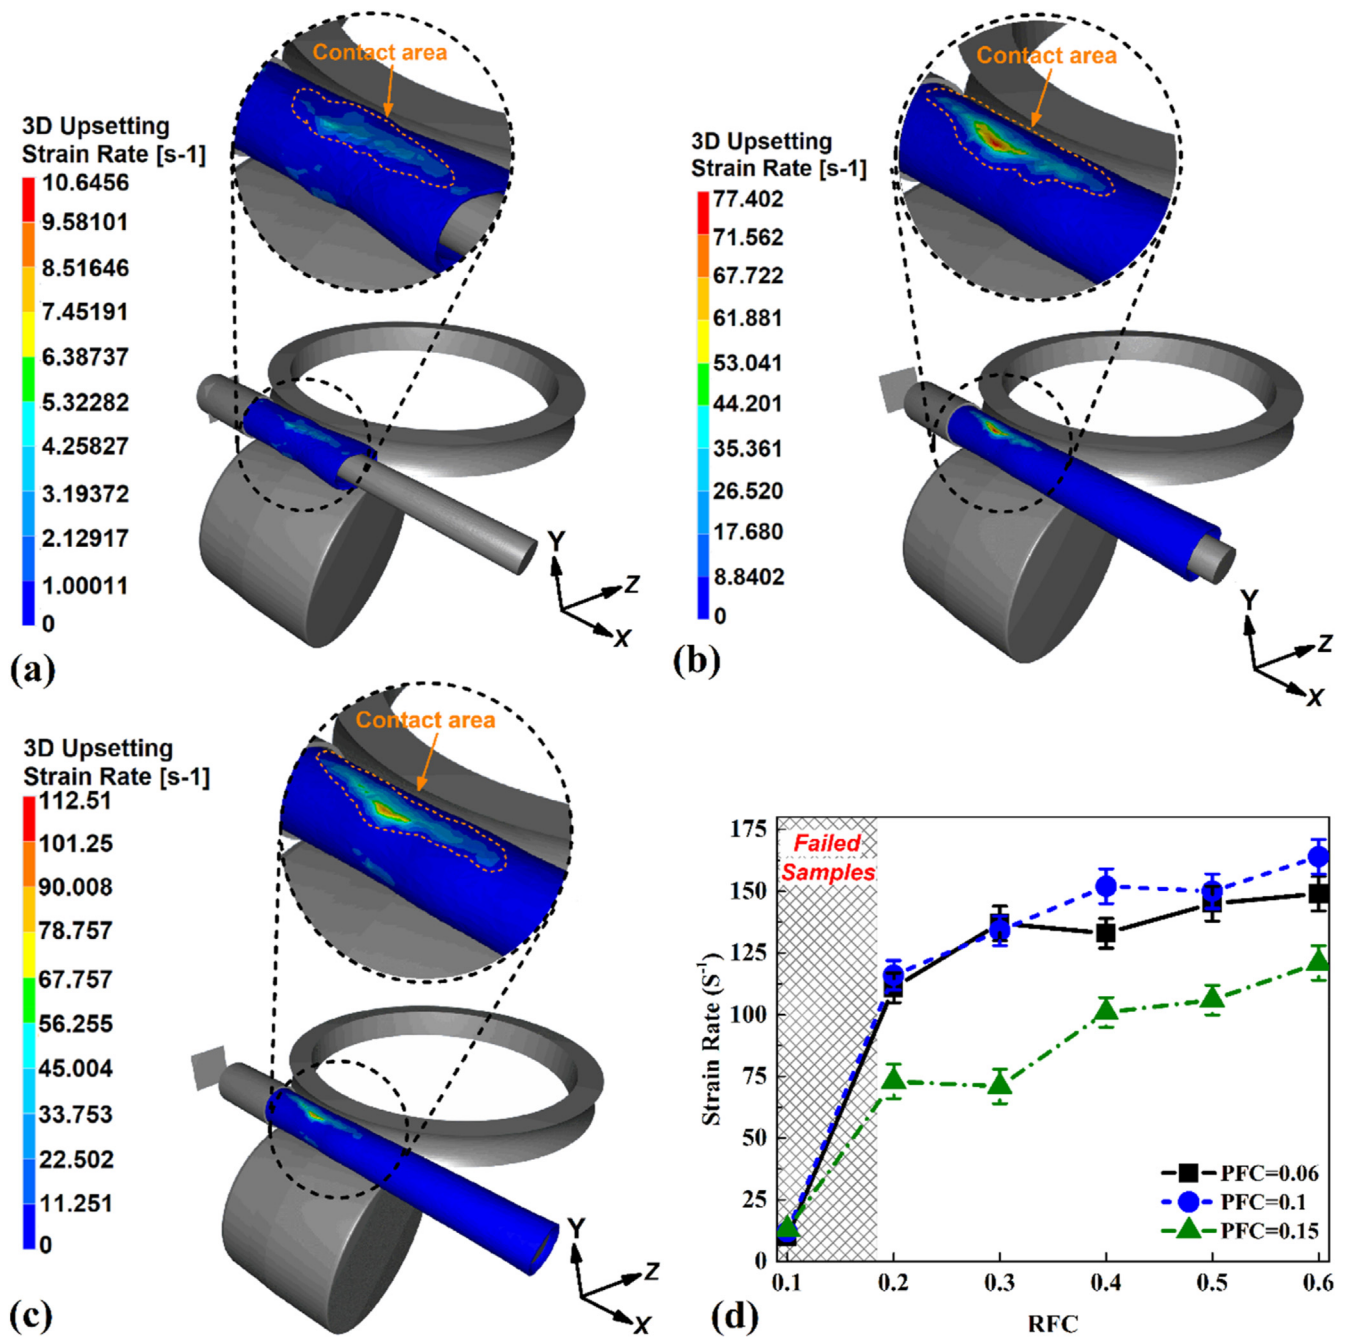 Contact area
3D Upsetting
Strain Rate [s-1]
10.6456
9.58101
8.51646
7.45191
6.38737
5.32282
4.25827
3.19372
2.12917
1.00011
0
Y
Z
X
(a)
Contact area
3D Upsetting
Strain Rate [s-1]
77.402
71.562
67.722
61.881
53.041
44.201
35.361
26.520
17.680
8.8402
0
Y
Z
X
(b)
Contact area
3D Upsetting
Strain Rate [s-1]
112.51
101.25
90.008
78.757
67.757
56.255
45.004
33.753
22.502
11.251
0
Y
Z
X
(c)
Failed
Samples
175
150
125
100
75
50
25
0
Strain Rate (S-1)
PFC=0.06
PFC=0.1
PFC=0.15
0.1 0.2 0.3 0.4 0.5 0.6
RFC
(d)